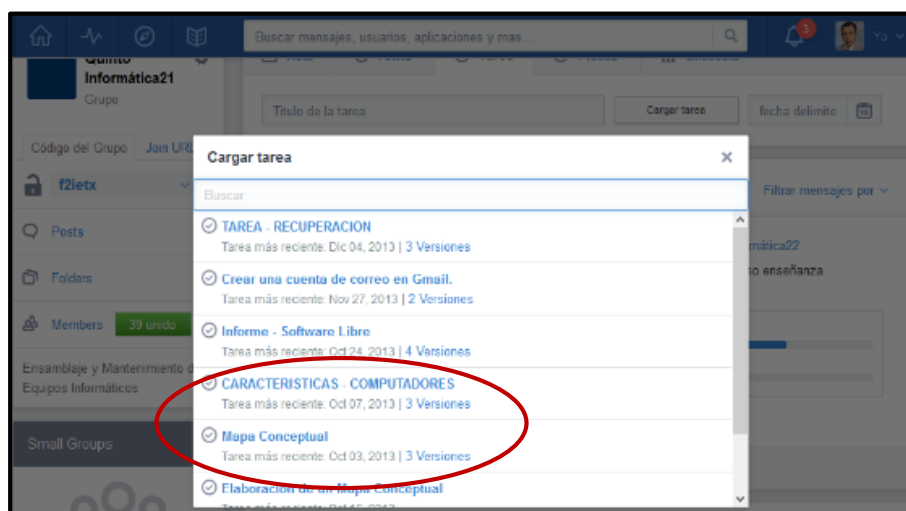 Buscar mensajes, usuarios, aplicaciones y mas...
3
Yo
Quinto
Informática21
Grupo
Título de la tarea
Cargar tarea
fecha delimite
Código del Grupo
Join URL
f2ietx
Posts
Folders
Members
39 unido
Ensamblaje y Mantenimiento d
Equipos Informáticos
Small Groups
Cargar tarea
Buscar
TAREA - RECUPERACION
Tarea más reciente: Dic 04, 2013 | 3 Versiones
Crear una cuenta de correo en Gmail.
Tarea más reciente: Nov 27, 2013 | 2 Versiones
Informe - Software Libre
Tarea más reciente: Oct 24, 2013 | 4 Versiones
CARACTERISTICAS - COMPUTADORES
Tarea más reciente: Oct 07, 2013 | 3 Versiones
Mapa Conceptual
Tarea más reciente: Oct 03, 2013 | 3 Versiones
Elaboración de un Mapa Conceptual
Filtrar mensajes por
mática22
so enseñanza